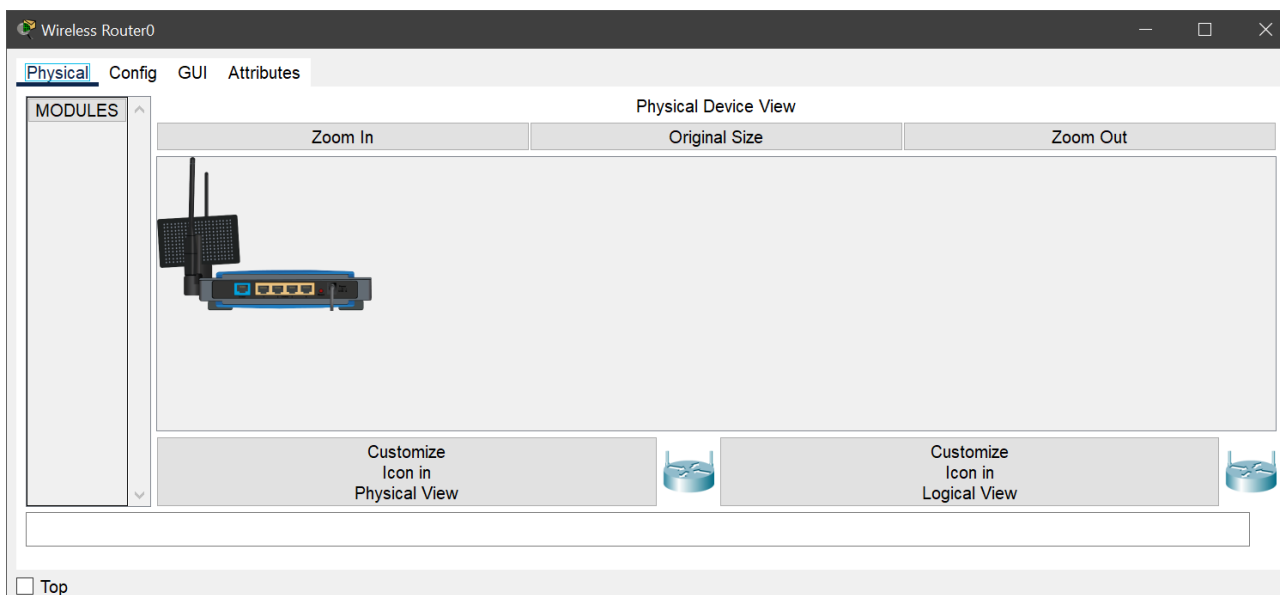 Wireless Router0
Physical Config GUI Attributes
MODULES
Physical Device View
Zoom In Original Size Zoom Out
Customize
Icon in
Physical View
Customize
Icon in
Logical View
Top